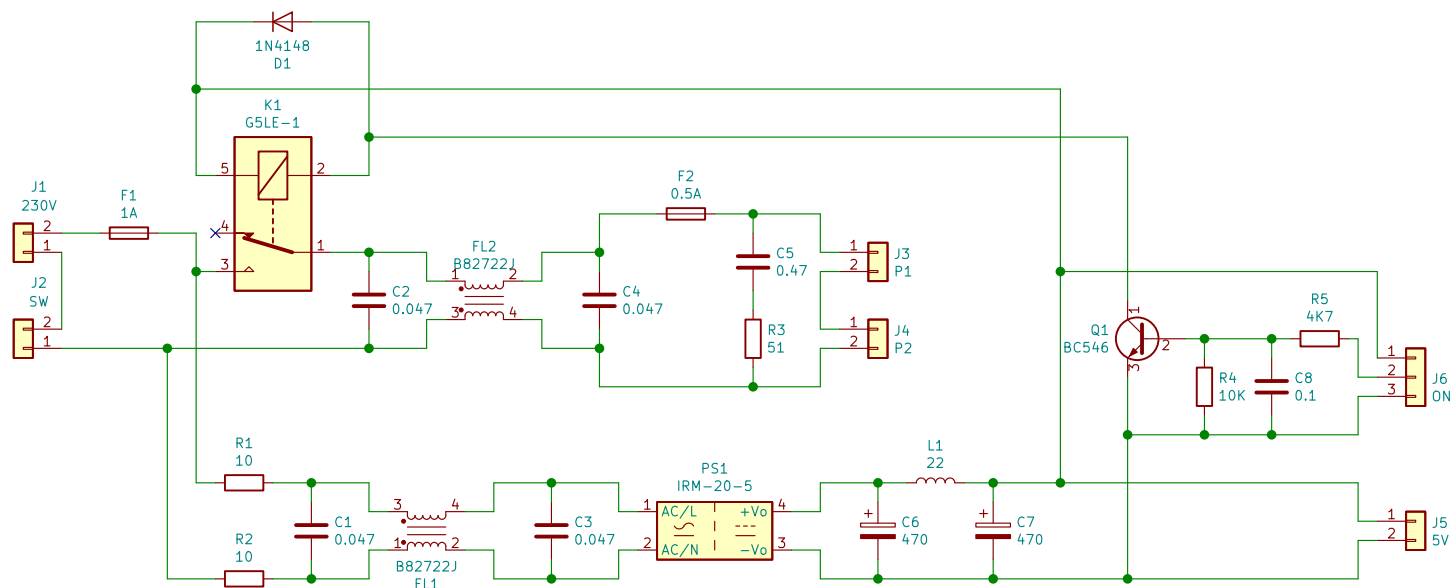 1N4148
D1
K1
G5LE-1
5
2
4
3
1
J1
230V
2
1
F1
1A
J2
SW
2
1
C2
0.047
FL2
B82722J
1
2
3
4
C4
0.047
F2
0.5A
C5
0.47
R3
51
1
2
J3
P1
1
2
J4
P2
Q1
BC546
1
2
3
R5
4K7
R4
10K
C8
0.1
1
2
3
J6
ON
R1
10
R2
10
C1
0.047
3
4
1
2
B82722J
FL1
C3
0.047
PS1
IRM-20-5
1
AC/L
+Vo
4
2
AC/N
-Vo
3
+
C6
470
L1
22
+
C7
470
1
2
J5
5V